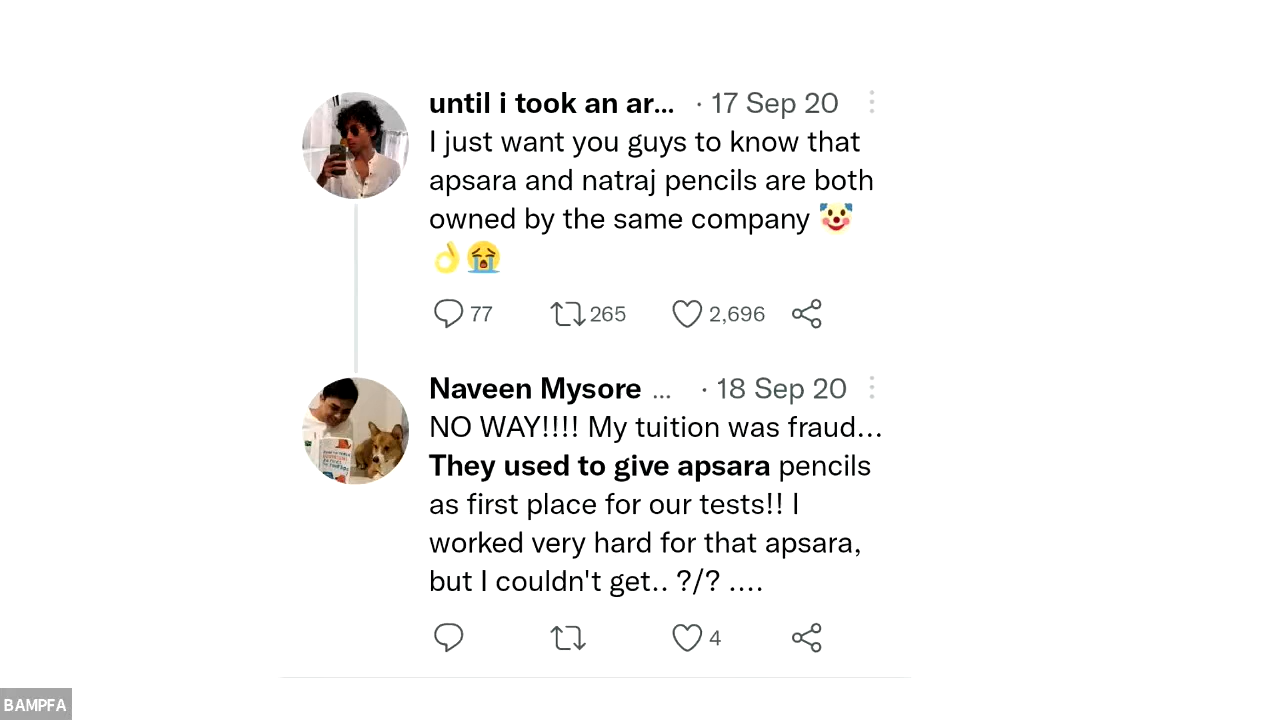 until i took an ar... · 17 Sep 20
I just want you guys to know that
apsara and natraj pencils are both
owned by the same company 🤡
👌😭
77 265 2,696
Naveen Mysore ... · 18 Sep 20
NO WAY!!!! My tuition was fraud...
They used to give apsara pencils
as first place for our tests!! I
worked very hard for that apsara,
but I couldn't get.. ?/? ....
4
BAMPFA